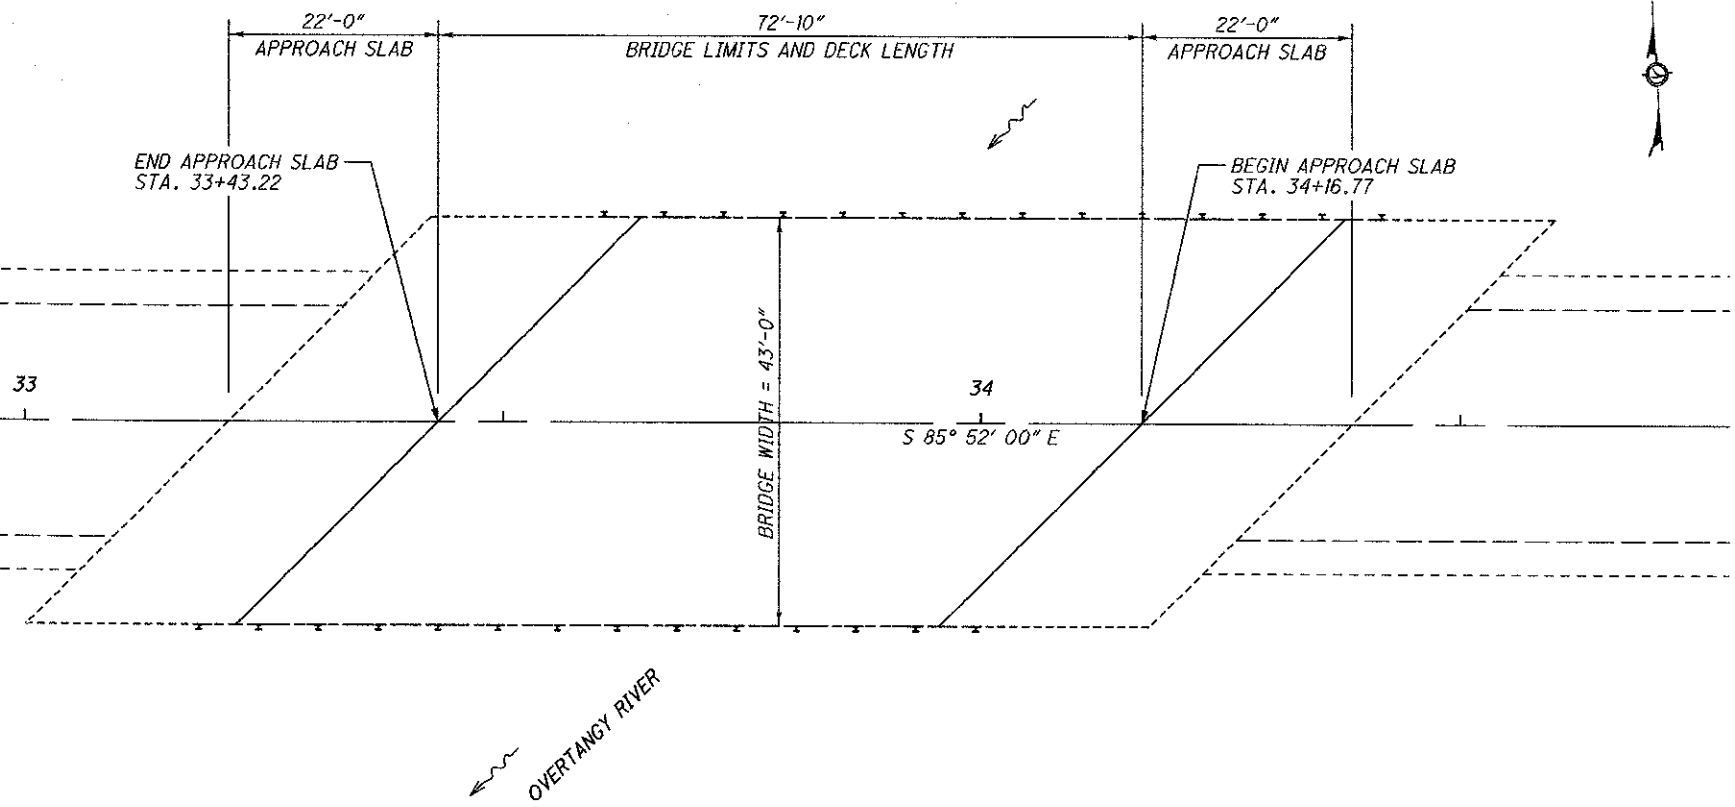 22'-0"
72'-10"
22'-0"
APPROACH SLAB
BRIDGE LIMITS AND DECK LENGTH
APPROACH SLAB
END APPROACH SLAB
STA. 33+43.22
BEGIN APPROACH SLAB
STA. 34+16.77
33
34
S 85° 52' 00" E
BRIDGE WIDTH = 43'-0"
OVERTANGY RIVER